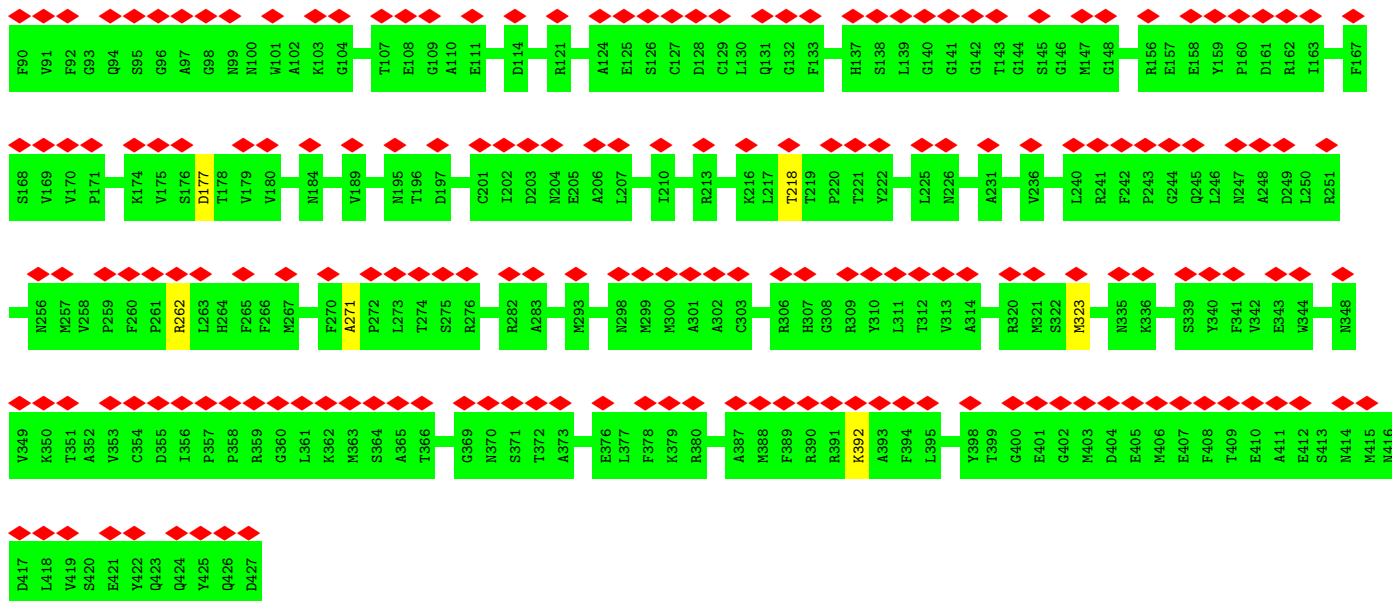 F90 V91 F92 G93 Q94 S95 G96 A97 G98 N99 N100 W101 A102 K103 G104 T107 E108 G109 A110 E111 D114 R121 A124 E125 S126 C127 D128 C129 L130 Q131 G132 F133 H137 S138 L139 G140 G141 G142 T143 G144 S145 G146 M147 G148 R156 E157 E158 Y159 P160 D161 R162 I163 F167
S168 V169 V170 P171 K174 V175 S176 D177 T178 V179 V180 N184 V189 N195 T196 D197 C201 I202 D203 N204 E205 A206 L207 I210 R213 K216 L217 T218 T219 P220 T221 Y222 L225 N226 A231 V236 L240 R241 F242 P243 G244 Q245 L246 N247 A248 D249 L250 R251
N256 M257 V258 P259 F260 P261 R262 L263 H264 F265 F266 M267 F270 A271 P272 L273 T274 S275 R276 R282 A283 M293 N298 M299 M300 A301 A302 C303 R306 H307 G308 R309 Y310 L311 T312 V313 A314 R320 M321 S322 M323 N335 K336 S339 Y340 F341 V342 E343 W344 N348
V349 K350 T351 A352 V353 C354 D355 I356 P357 P358 R359 G360 L361 K362 M363 S364 A365 T366 G369 N370 S371 T372 A373 E376 L377 F378 K379 R380 A387 M388 F389 R390 R391 K392 A393 F394 L395 Y398 T399 G400 E401 G402 M403 D404 E405 M406 E407 F408 T409 E410 A411 E412 S413 N414 M415 N416
D417 L418 V419 S420 E421 Y422 Q423 Q424 Y425 Q426 D427